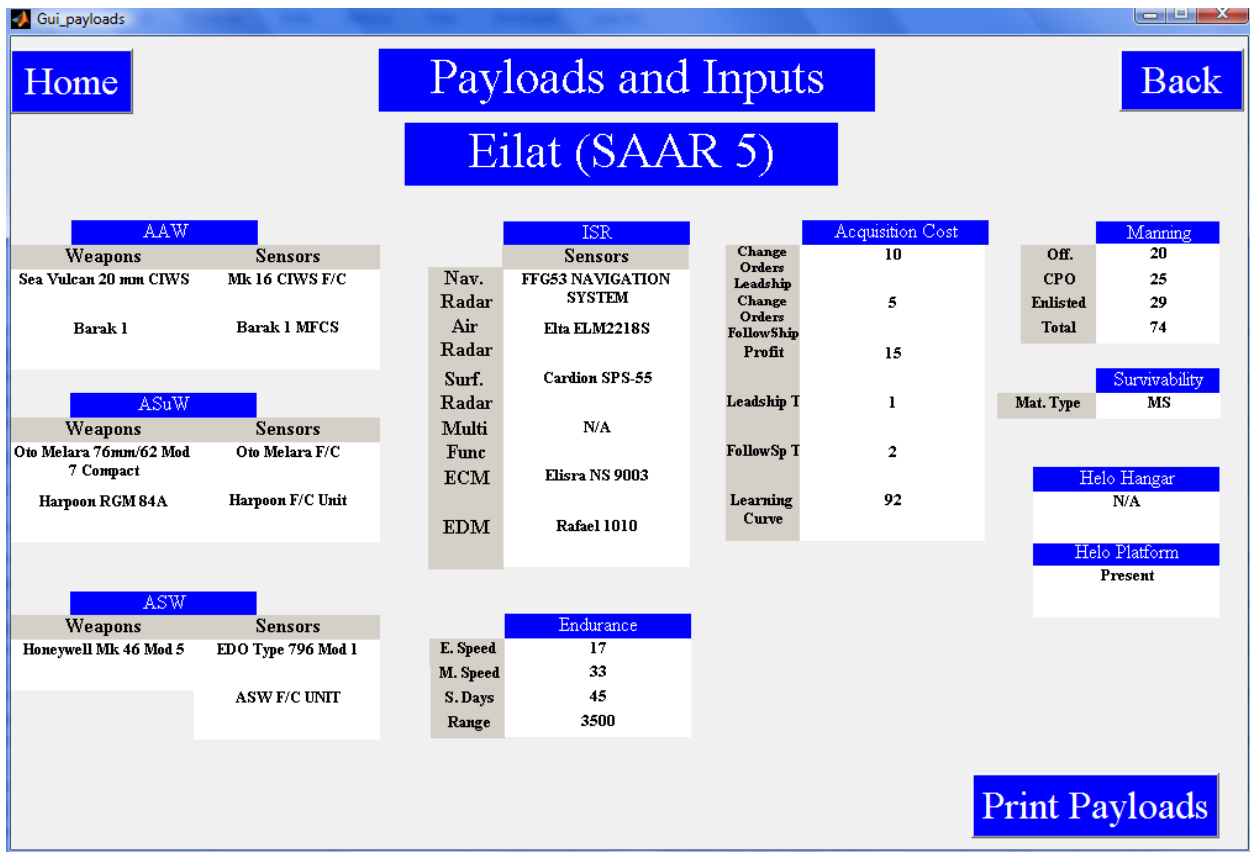 Gui_payloads
Home
Payloads and Inputs
Back
Eilat (SAAR 5)
AAW
Weapons Sensors
Sea Vulcan 20 mm CIWS Mk 16 CIWS F/C
Barak 1 Barak 1 MFCS
ASuW
Weapons Sensors
Oto Melara 76mm/62 Mod Oto Melara F/C
7 Compact
Harpoon RGM 84A Harpoon F/C Unit
ASW
Weapons Sensors
Honeywell Mk 46 Mod 5 EDO Type 796 Mod 1
ASW F/C UNIT
ISR
Sensors
Nav. FFG53 NAVIGATION
Radar SYSTEM
Air Elta ELM2218S
Radar
Surf. Cardion SPS-55
Radar
Multi N/A
Func
ECM Elisra NS 9003
EDM Rafael 1010
Endurance
E. Speed 17
M. Speed 33
S. Days 45
Range 3500
Acquisition Cost
Change 10
Orders
Leadship
Change 5
Orders
FollowShip
Profit 15
Leadship T 1
FollowSp T 2
Learning 92
Curve
Manning
Off. 20
CPO 25
Enlisted 29
Total 74
Survivability
Mat. Type MS
Helo Hangar
N/A
Helo Platform
Present
Print Payloads